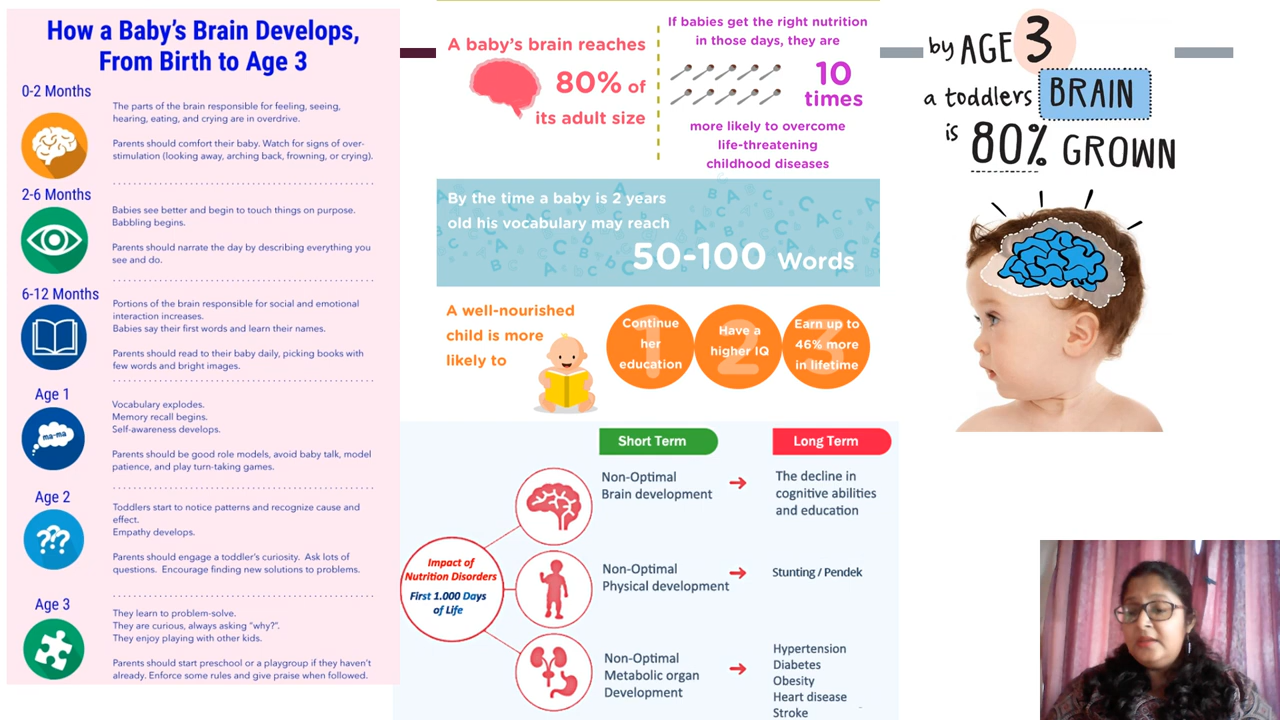 How a Baby's Brain Develops,
From Birth to Age 3
0-2 Months
The parts of the brain responsible for feeling, seeing,
hearing, eating, and crying are in overdrive.
Parents should comfort their baby. Watch for signs of over-
stimulation (looking away, arching back, frowning, or crying).
2-6 Months
Babies see better and begin to touch things on purpose.
Babbling begins.
Parents should narrate the day by describing everything you
see and do.
6-12 Months
Portions of the brain responsible for social and emotional
interaction increases.
Babies say their first words and learn their names.
Parents should read to their baby daily, picking books with
few words and bright images.
Age 1
ma-ma
Vocabulary explodes.
Memory recall begins.
Self-awareness develops.
Parents should be good role models, avoid baby talk, model
patience, and play turn-taking games.
Age 2
???
Toddlers start to notice patterns and recognize cause and
effect.
Empathy develops.
Parents should engage a toddler's curiosity. Ask lots of
questions. Encourage finding new solutions to problems.
Age 3
They learn to problem-solve.
They are curious, always asking "why?".
They enjoy playing with other kids.
Parents should start preschool or a playgroup if they haven't
already. Enforce some rules and give praise when followed.
A baby's brain reaches
80% of
its adult size
If babies get the right nutrition
in those days, they are
10
times
more likely to overcome
life-threatening
childhood diseases
By the time a baby is 2 years
old his vocabulary may reach
50-100 Words
A well-nourished
child is more
likely to
1
Continue
her
education
2
Have a
higher IQ
3
Earn up to
46% more
in lifetime
Short Term
Long Term
Impact of
Nutrition Disorders
First 1.000 Days
of Life
Non-Optimal
Brain development
The decline in
cognitive abilities
and education
Non-Optimal
Physical development
Stunting / Pendek
Non-Optimal
Metabolic organ
Development
Hypertension
Diabetes
Obesity
Heart disease
Stroke
by AGE 3
a toddlers BRAIN
is 80% GROWN